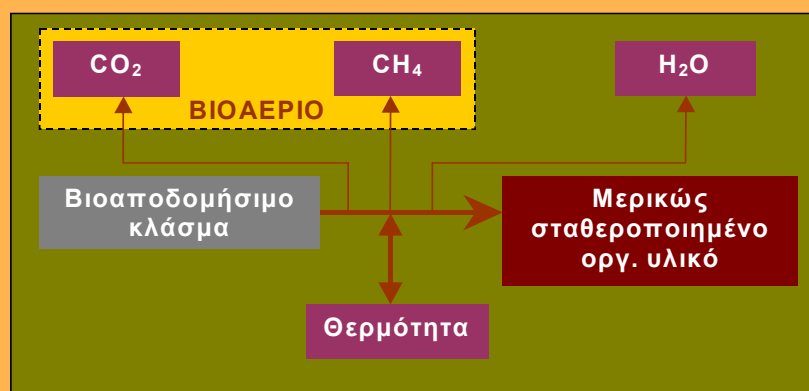 CO₂
CH₄
H₂O
ΒΙΟΑΕΡΙΟ
Βιοαποδομήσιμο
κλάσμα
Μερικώς
σταθεροποιημένο
οργ. υλικό
Θερμότητα